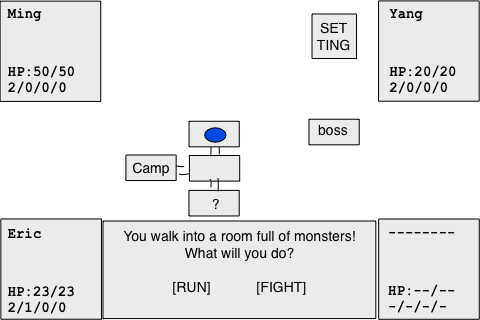 Ming
HP:50/50
2/0/0/0
SET
TING
Yang
HP:20/20
2/0/0/0
boss
Camp
?
Eric
HP:23/23
2/1/0/0
You walk into a room full of monsters!
What will you do?
[RUN] [FIGHT]
--------
HP:--/--
-/-/-/-